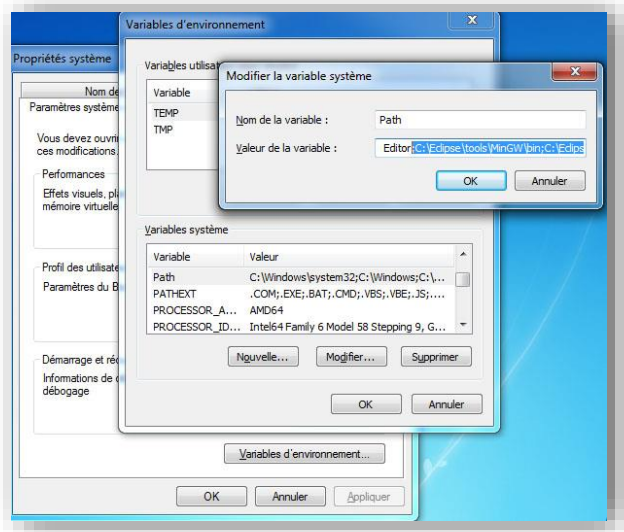 Variables d'environnement
Propriétés système
Variables utilisat
Modifier la variable système
Nom de
Variable
Paramètres système
TEMP
TMP
Nom de la variable :
Path
Vous devez ouvrir
ces modifications.
Valeur de la variable :
Editor;C:\Eclipse\tools\MinGW\bin;C:\Eclips
Performances
OK
Annuler
Effets visuels, pla
mémoire virtuelle
Variables système
Variable
Valeur
Profil des utilisate
Path
C:\Windows\system32;C:\Windows;C:\...
Paramètres du B
PATHEXT
.COM;.EXE;.BAT;.CMD;.VBS;.VBE;.JS;....
PROCESSOR_A...
AMD64
PROCESSOR_ID...
Intel64 Family 6 Model 58 Stepping 9, G...
Démarrage et réc
Nouvelle...
Modifier...
Supprimer
Informations de d
débogage
OK
Annuler
Variables d'environnement...
OK
Annuler
Appliquer